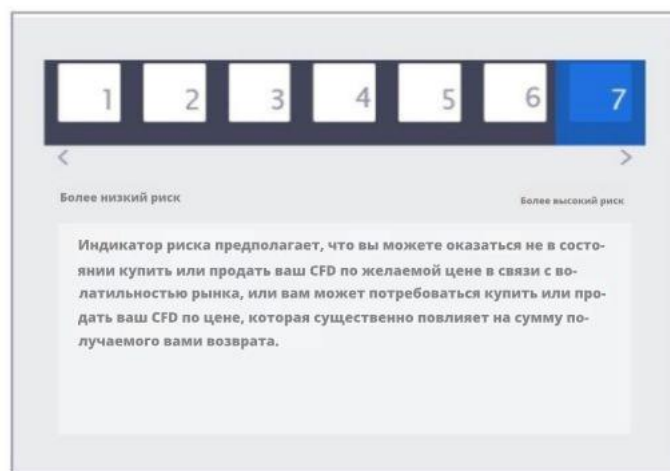 1 2 3 4 5 6 7
< >
Более низкий риск Более высокий риск
Индикатор риска предполагает, что вы можете оказаться не в состо-
янии купить или продать ваш CFD по желаемой цене в связи с во-
латильностью рынка, или вам может потребоваться купить или про-
дать ваш CFD по цене, которая существенно повлияет на сумму по-
лучаемого вами возврата.